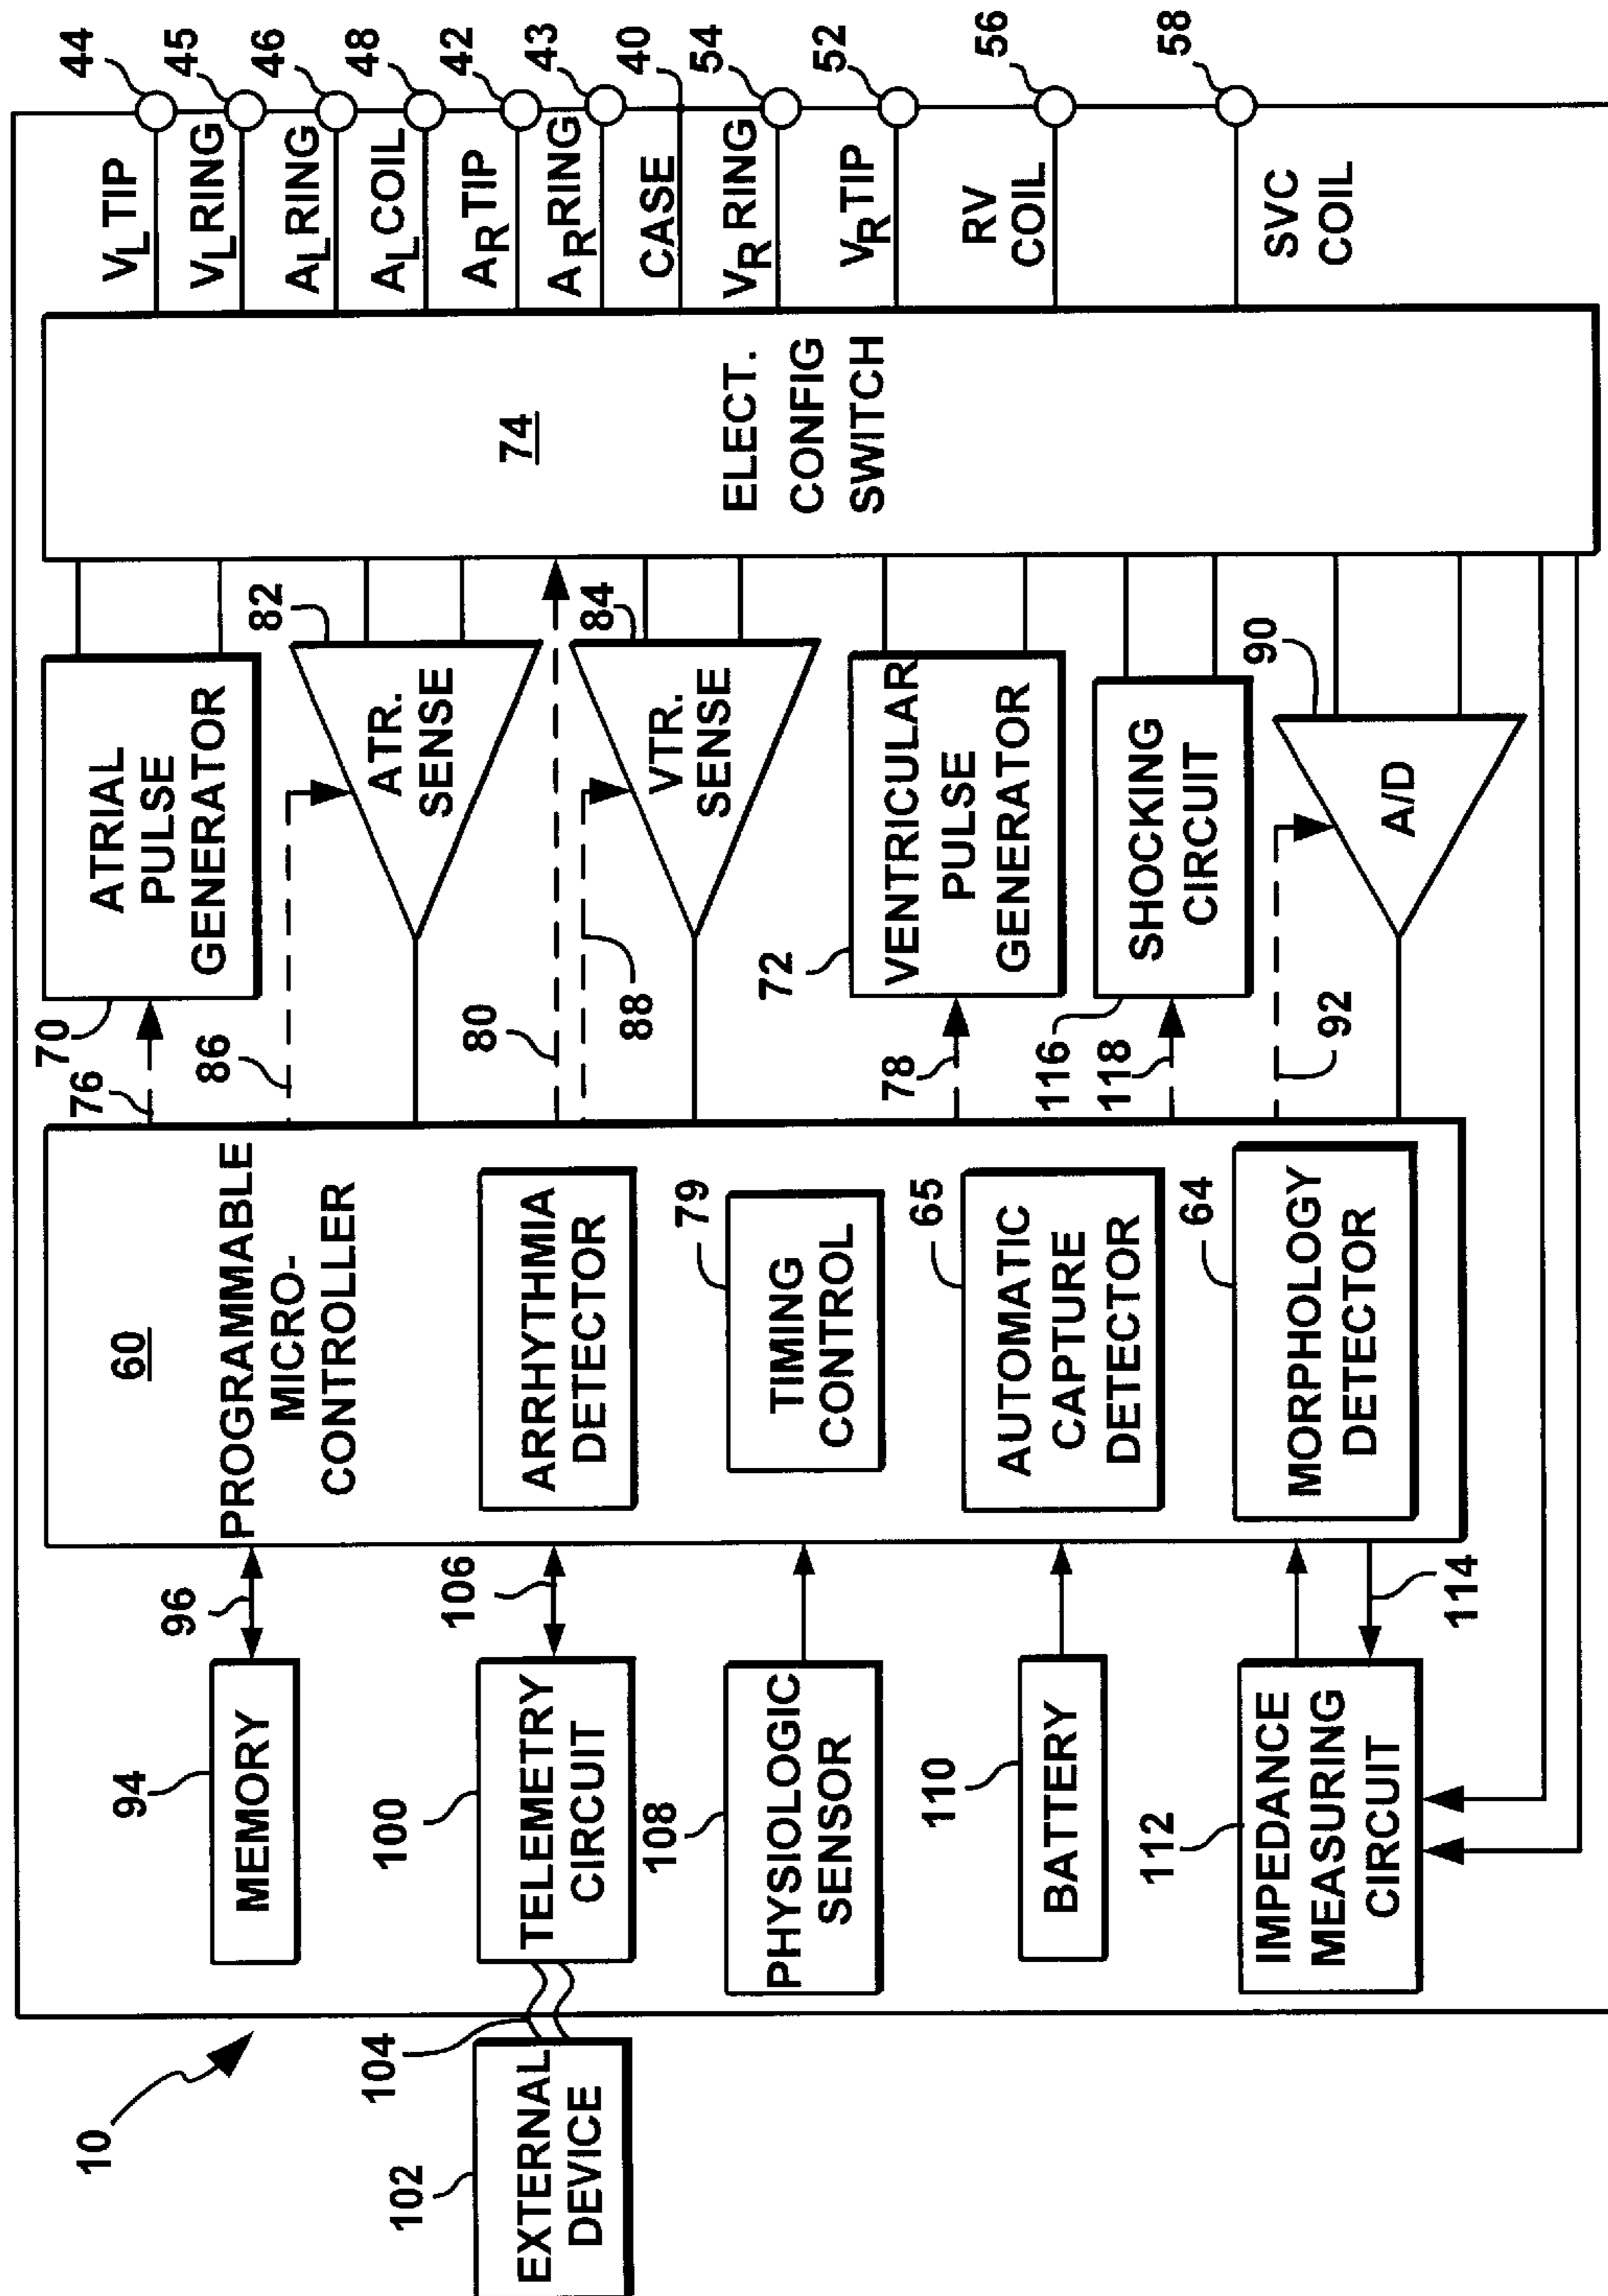 10
102
EXTERNAL
DEVICE
104
94
MEMORY
96
100
TELEMETRY
CIRCUIT
106
108
PHYSIOLOGIC
SENSOR
110
BATTERY
112
IMPEDANCE
MEASURING
CIRCUIT
114
60
PROGRAMMABLE
MICRO-
CONTROLLER
ARRHYTHMIA
DETECTOR
79
TIMING
CONTROL
65
AUTOMATIC
CAPTURE
DETECTOR
64
MORPHOLOGY
DETECTOR
76
70
ATRIAL
PULSE
GENERATOR
86
82
ATR.
SENSE
80
88
84
VTR.
SENSE
78
72
VENTRICULAR
PULSE
GENERATOR
116
118
SHOCKING
CIRCUIT
92
90
A/D
74
ELECT.
CONFIG
SWITCH
VL TIP
44
VL RING
45
AL RING
46
AL COIL
48
AR TIP
42
AR RING
43
CASE
40
VR RING
54
VR TIP
52
RV
COIL
56
SVC
COIL
58